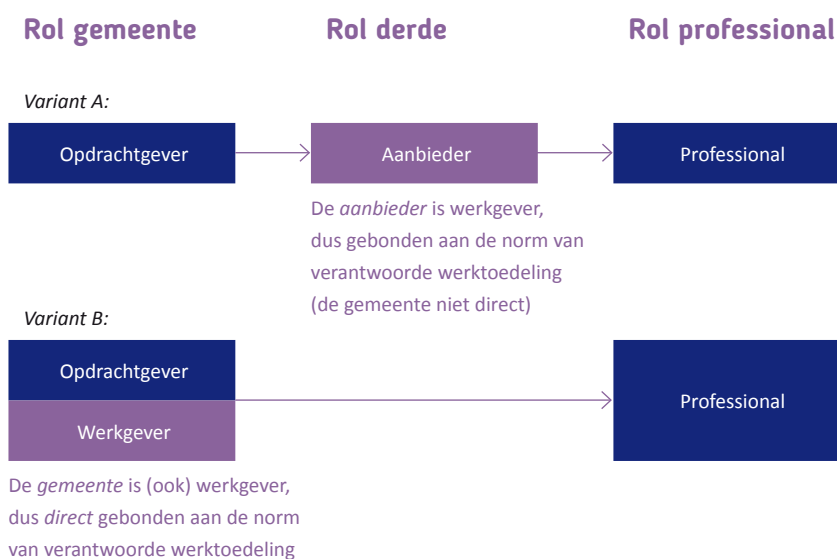 Rol gemeente
Rol derde
Rol professional
Variant A:
Opdrachtgever
Aanbieder
Professional
De aanbieder is werkgever,
dus gebonden aan de norm van
verantwoorde werktoedeling
(de gemeente niet direct)
Variant B:
Opdrachtgever
Werkgever
Professional
De gemeente is (ook) werkgever,
dus direct gebonden aan de norm
van verantwoorde werktoedeling